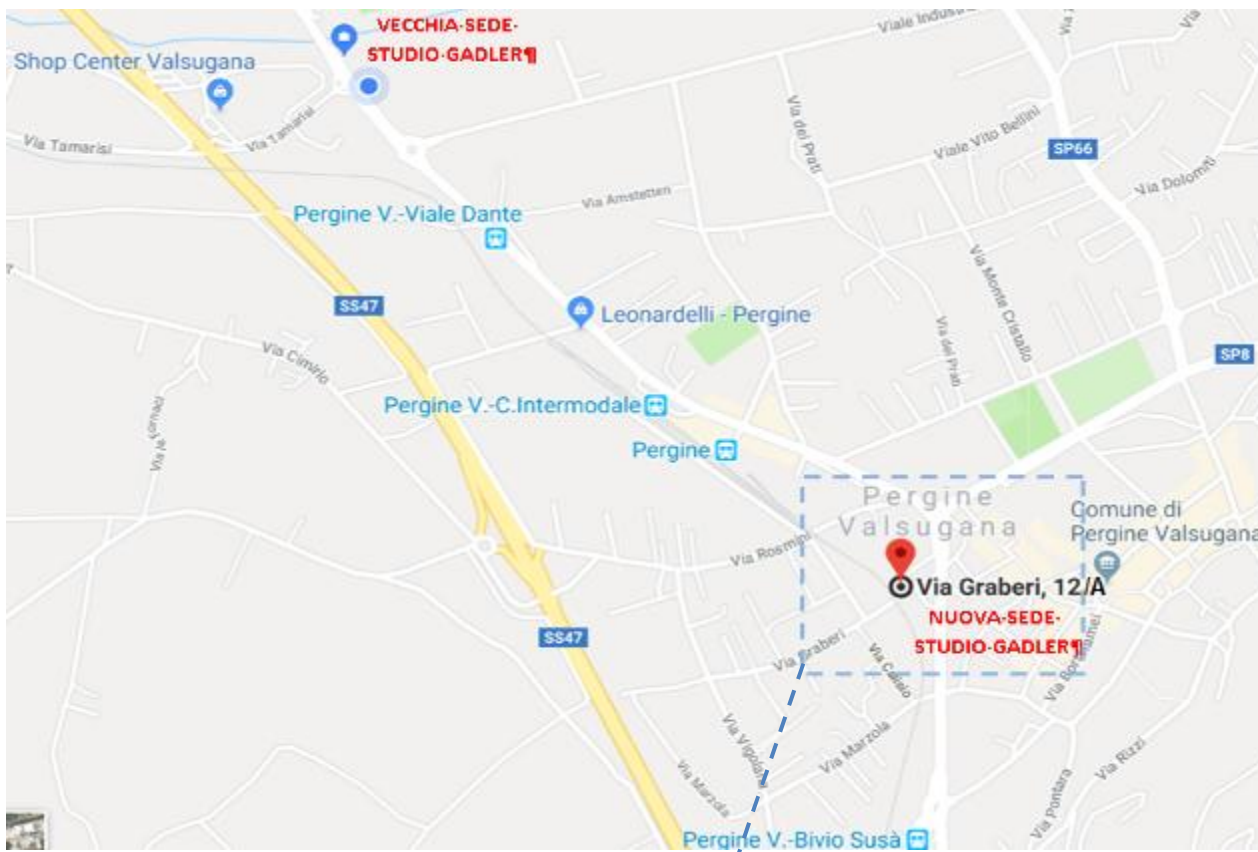 VECCHIA·SEDE·
STUDIO·GADLER¶
Viale Indust
Shop Center Valsugana
Via Tamarisi
Via Tamarisi
Via dei Prati
Viale Vito Bellini
SP66
Via Dolomiti
Via Amstetten
Pergine V.-Viale Dante
Via Monte Cristallo
SS47
Leonardelli - Pergine
Via Cimirlo
Via dei Prati
SP8
Pergine V.-C.Intermodale
Via le Fornaci
Pergine
Pergine
Valsugana
Comune di
Pergine Valsugana
Via Rosmini
Via Graberi, 12/A
NUOVA·SEDE·
STUDIO·GADLER¶
SS47
Via Graberi
Via Calislo
Via Vigolana
Via Marzola
Via Marzola
Via Rizzi
Via Pontara
Pergine V.-Bivio Susà